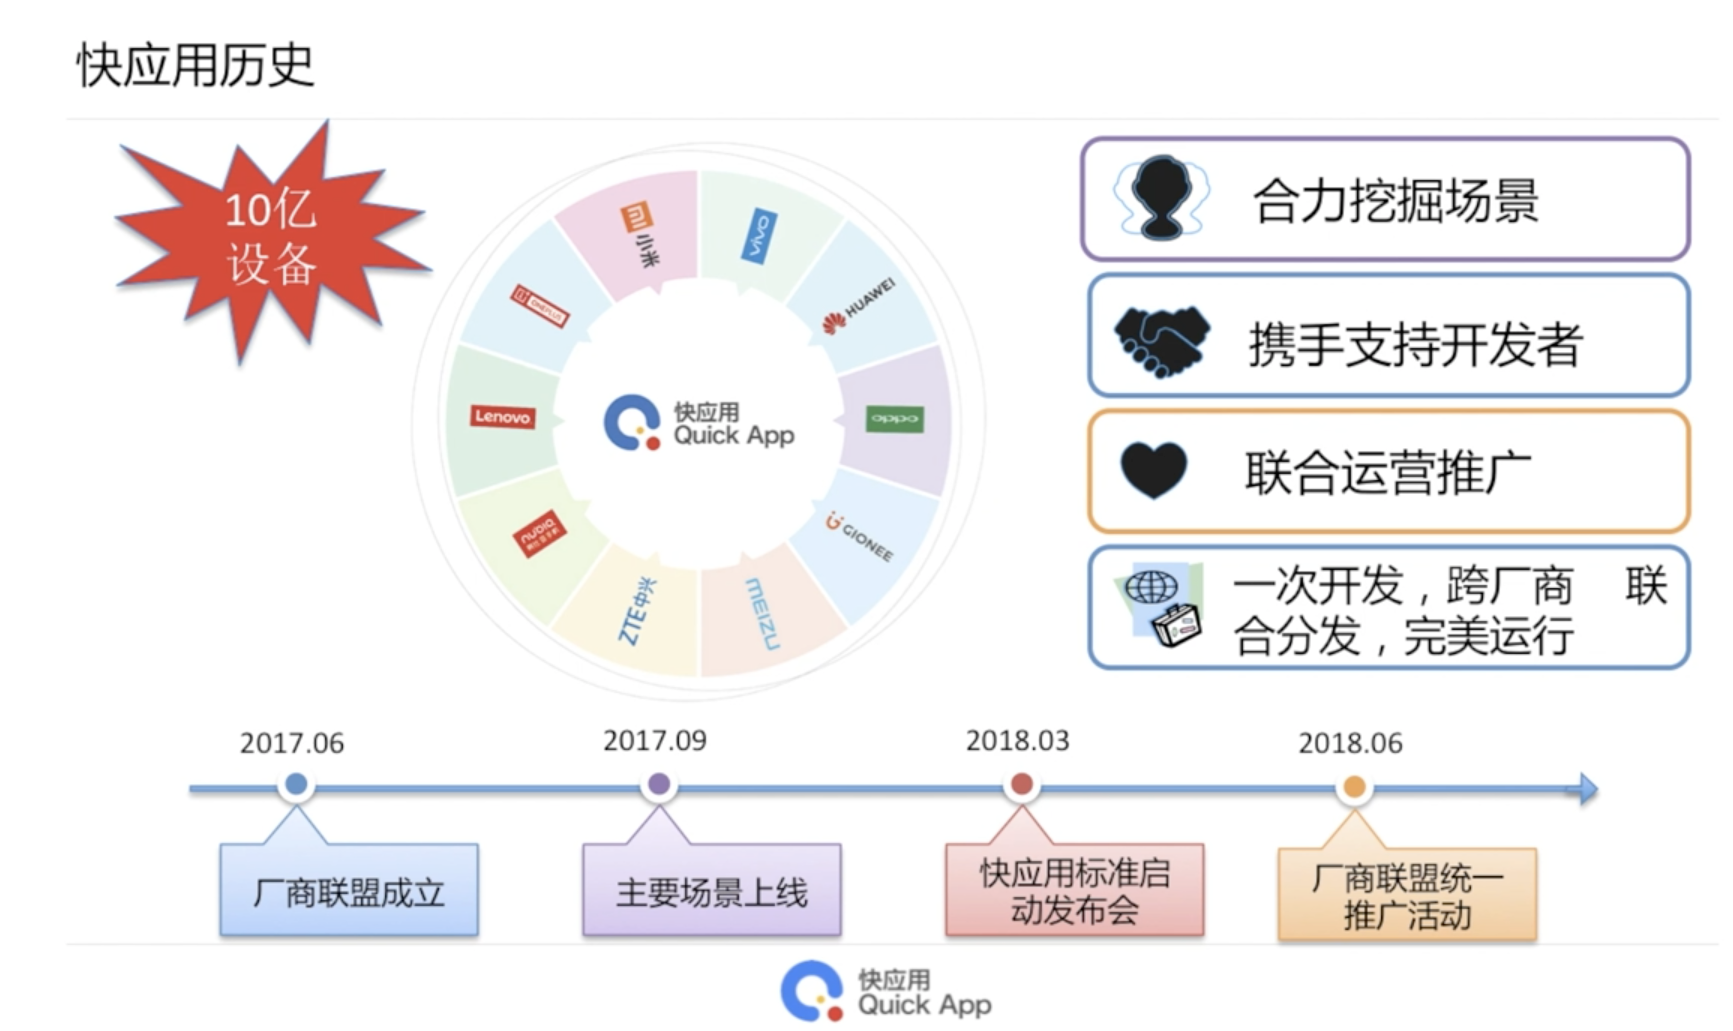 快应用历史
10亿
设备
小米
vivo
HUAWEI
oppo
GIONEE
MEIZU
ZTE中兴
nubia
Lenovo
ONEPLUS
快应用
Quick App
合力挖掘场景
携手支持开发者
联合运营推广
一次开发，跨厂商 联
合分发，完美运行
2017.06
2017.09
2018.03
2018.06
厂商联盟成立
主要场景上线
快应用标准启
动发布会
厂商联盟统一
推广活动
快应用
Quick App